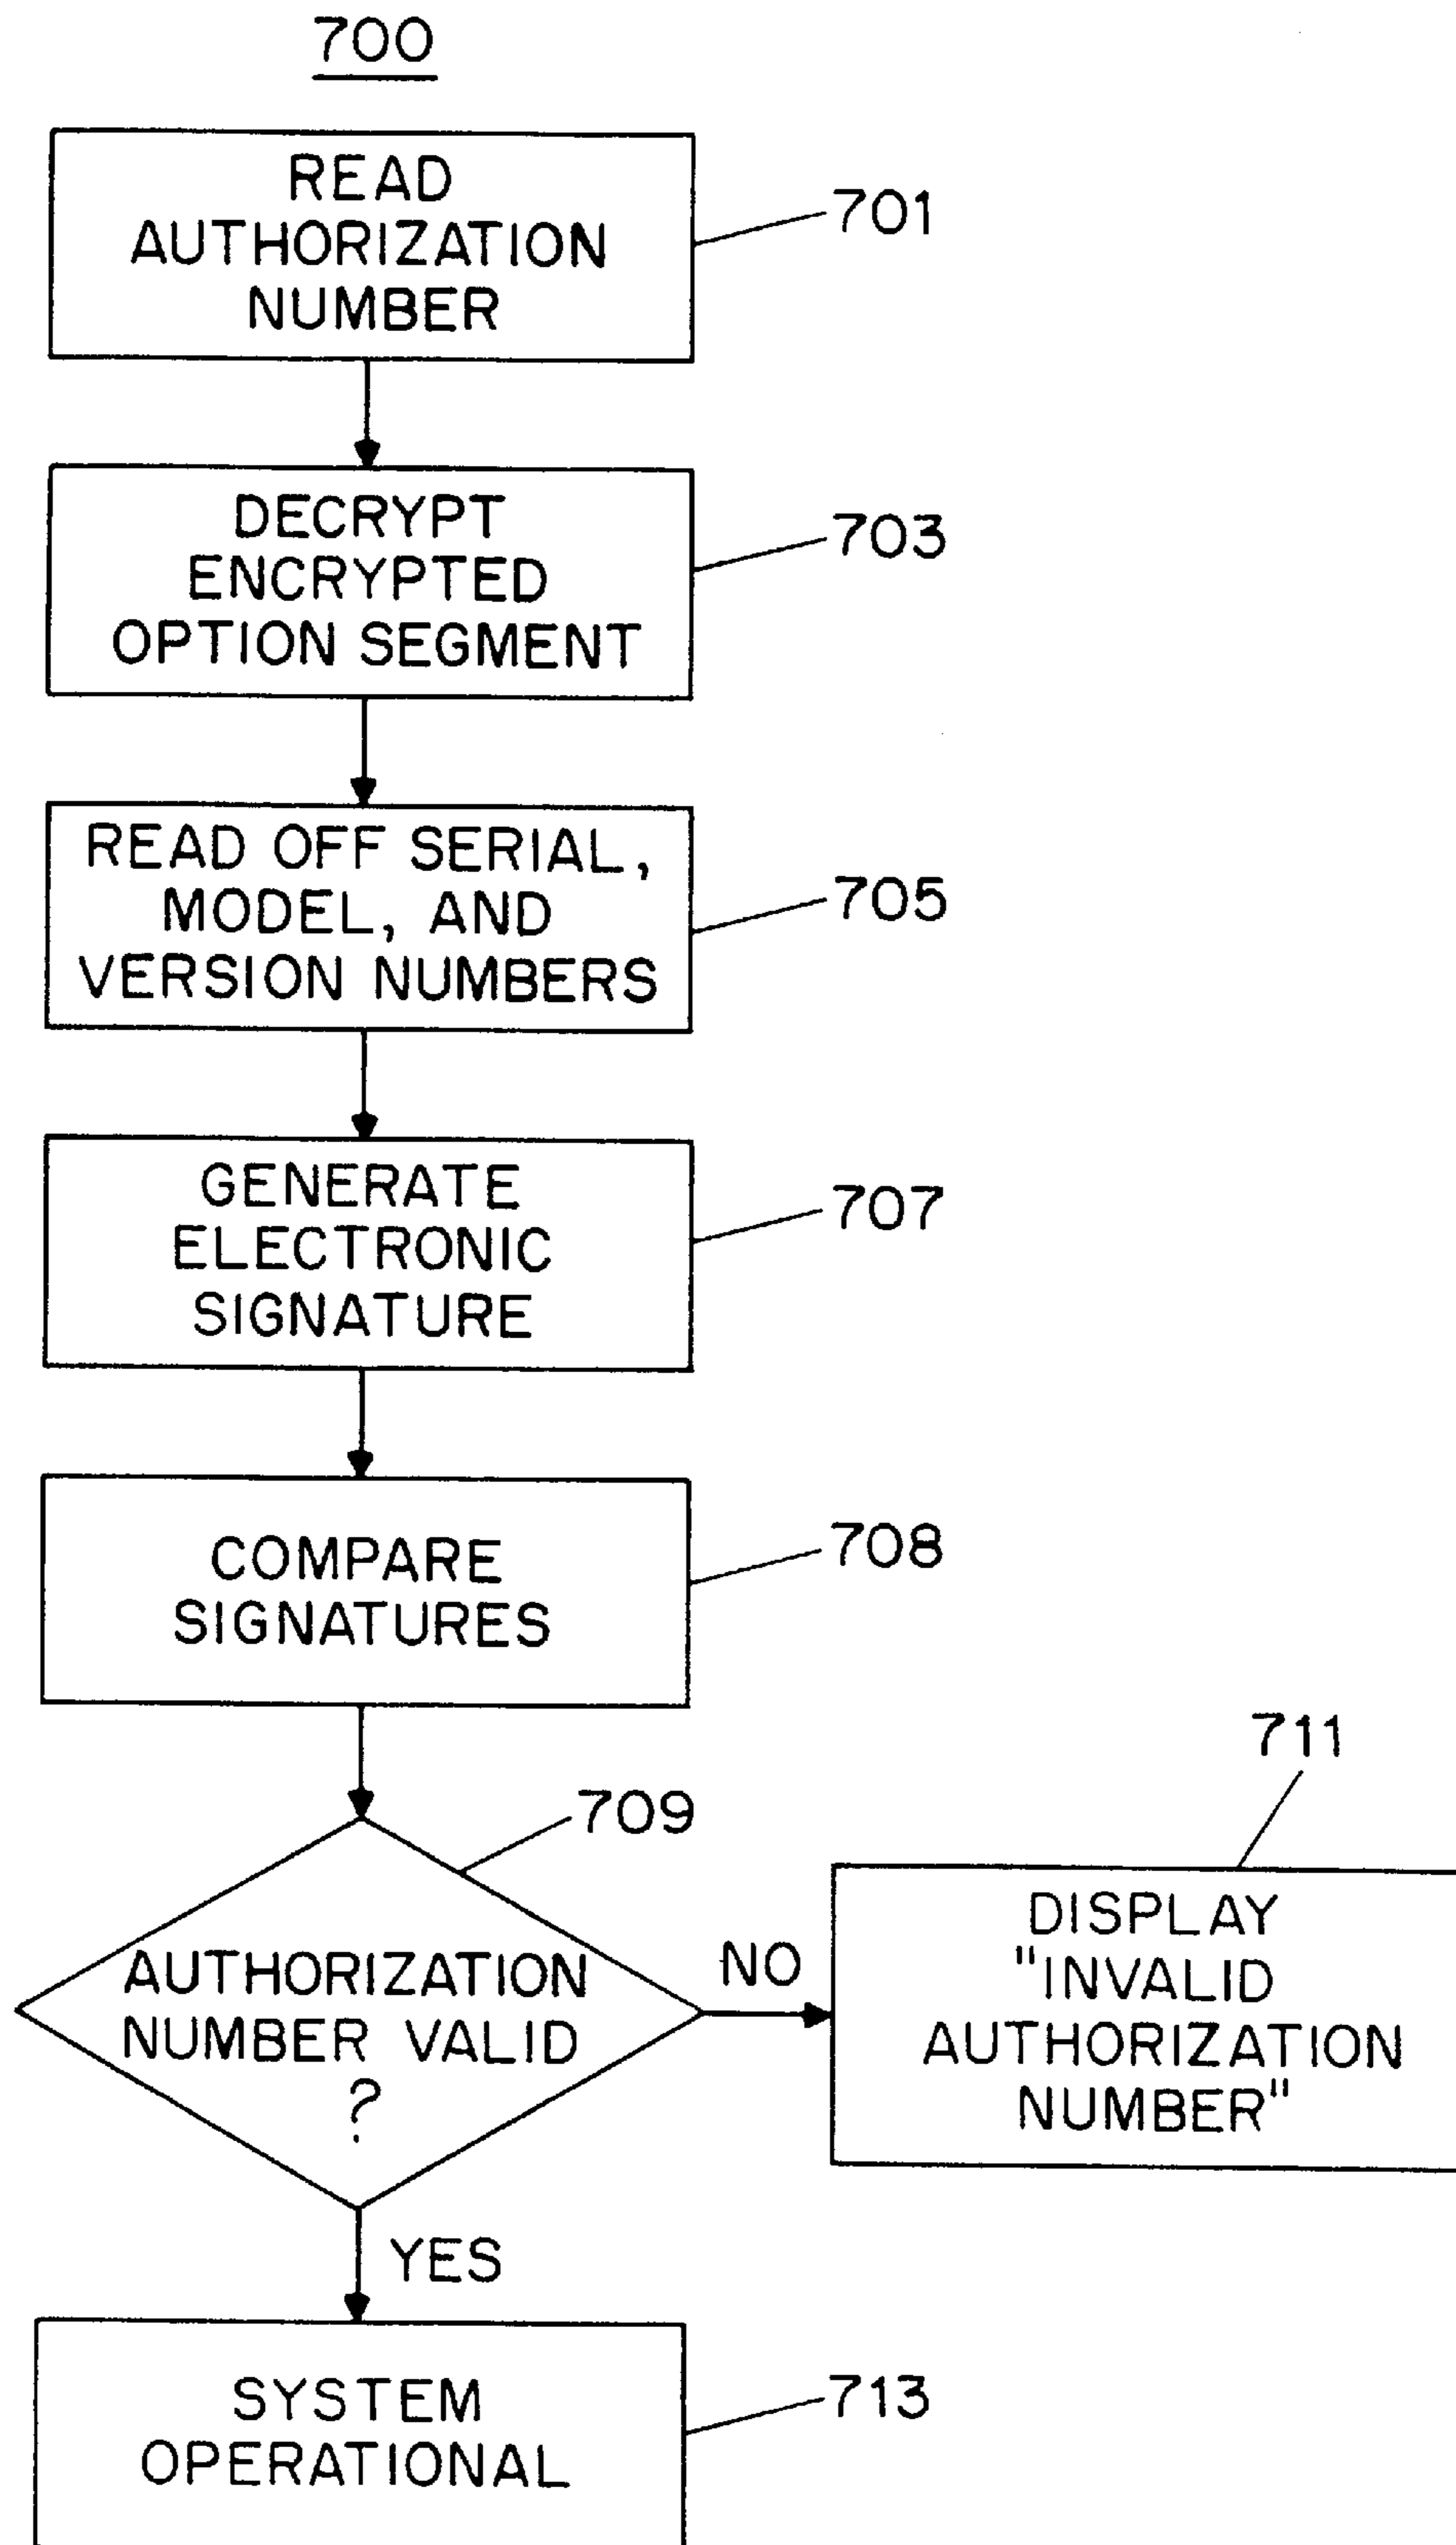 700
READ
AUTHORIZATION
NUMBER
701
DECRYPT
ENCRYPTED
OPTION SEGMENT
703
READ OFF SERIAL,
MODEL, AND
VERSION NUMBERS
705
GENERATE
ELECTRONIC
SIGNATURE
707
COMPARE
SIGNATURES
708
709
AUTHORIZATION
NUMBER VALID
?
NO
711
DISPLAY
"INVALID
AUTHORIZATION
NUMBER"
YES
SYSTEM
OPERATIONAL
713